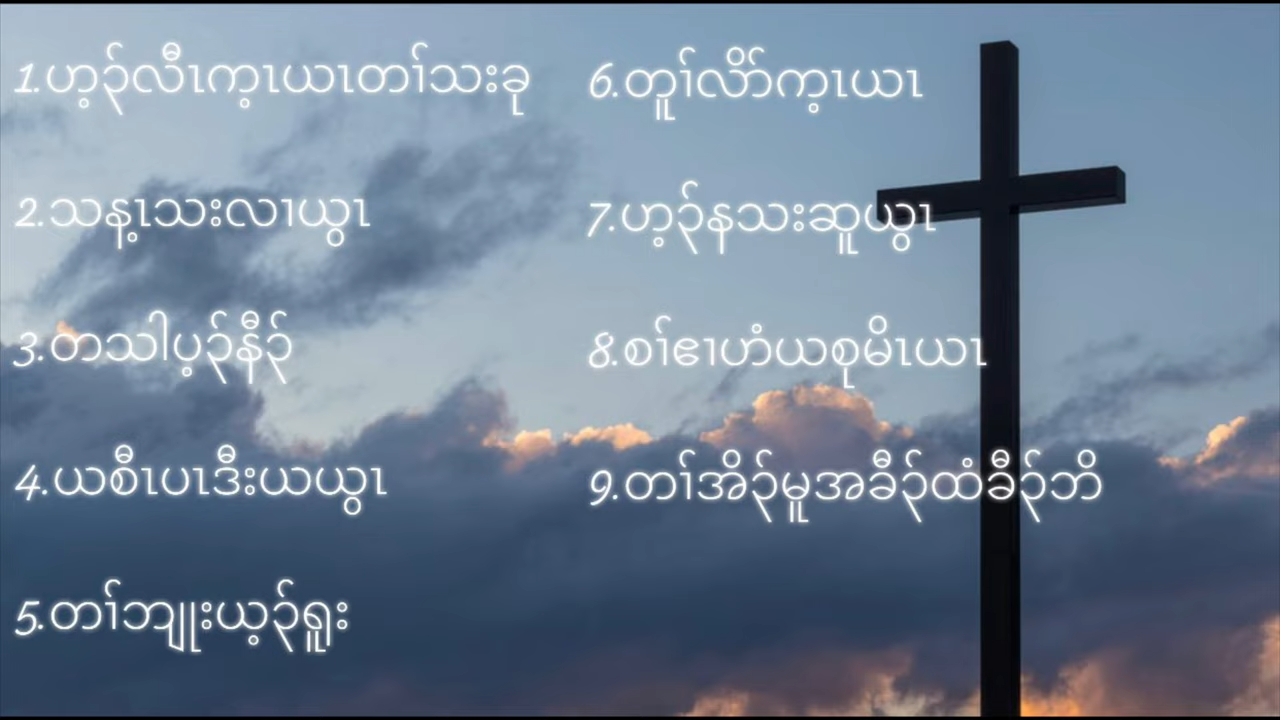 1.ဟ့ၣ်လီၤက့ၤယၤတၢ်သးခု
2.သန့ၤသးလၢယွၤ
3.တသါပ့ၣ်နီၣ်
4.ယစီၤပၤဒီးယယွၤ
5.တၢ်ဘျုးယ့ၣ်ရှူး
6.တူၢ်လိာ်က့ၤယၤ
7.ဟ့ၣ်နသးဆူယွၤ
8.စၢ်ဧၢဟံယစုမိၤယၤ
9.တၢ်အိၣ်မူအခီၣ်ထံခီၣ်ဘိ